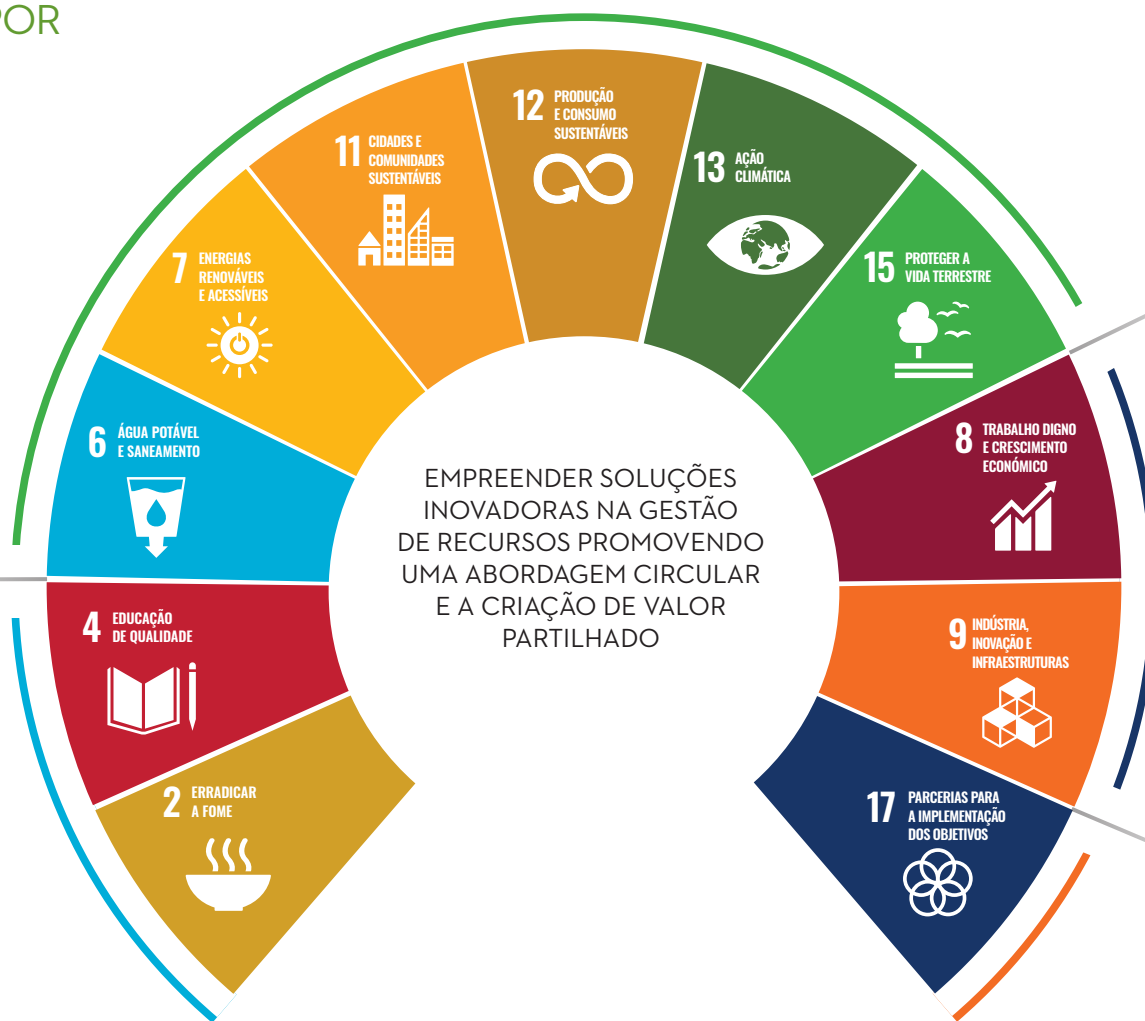 POR
12 PRODUÇÃO
E CONSUMO
SUSTENTÁVEIS
11 CIDADES E
COMUNIDADES
SUSTENTÁVEIS
13 AÇÃO
CLIMÁTICA
7 ENERGIAS
RENOVÁVEIS
E ACESSÍVEIS
15 PROTEGER A
VIDA TERRESTRE
6 ÁGUA POTÁVEL
E SANEAMENTO
8 TRABALHO DIGNO
E CRESCIMENTO
ECONÓMICO
EMPREENDER SOLUÇÕES
INOVADORAS NA GESTÃO
DE RECURSOS PROMOVENDO
UMA ABORDAGEM CIRCULAR
E A CRIAÇÃO DE VALOR
PARTILHADO
4 EDUCAÇÃO
DE QUALIDADE
9 INDÚSTRIA,
INOVAÇÃO E
INFRAESTRUTURAS
2 ERRADICAR
A FOME
17 PARCERIAS PARA
A IMPLEMENTAÇÃO
DOS OBJETIVOS